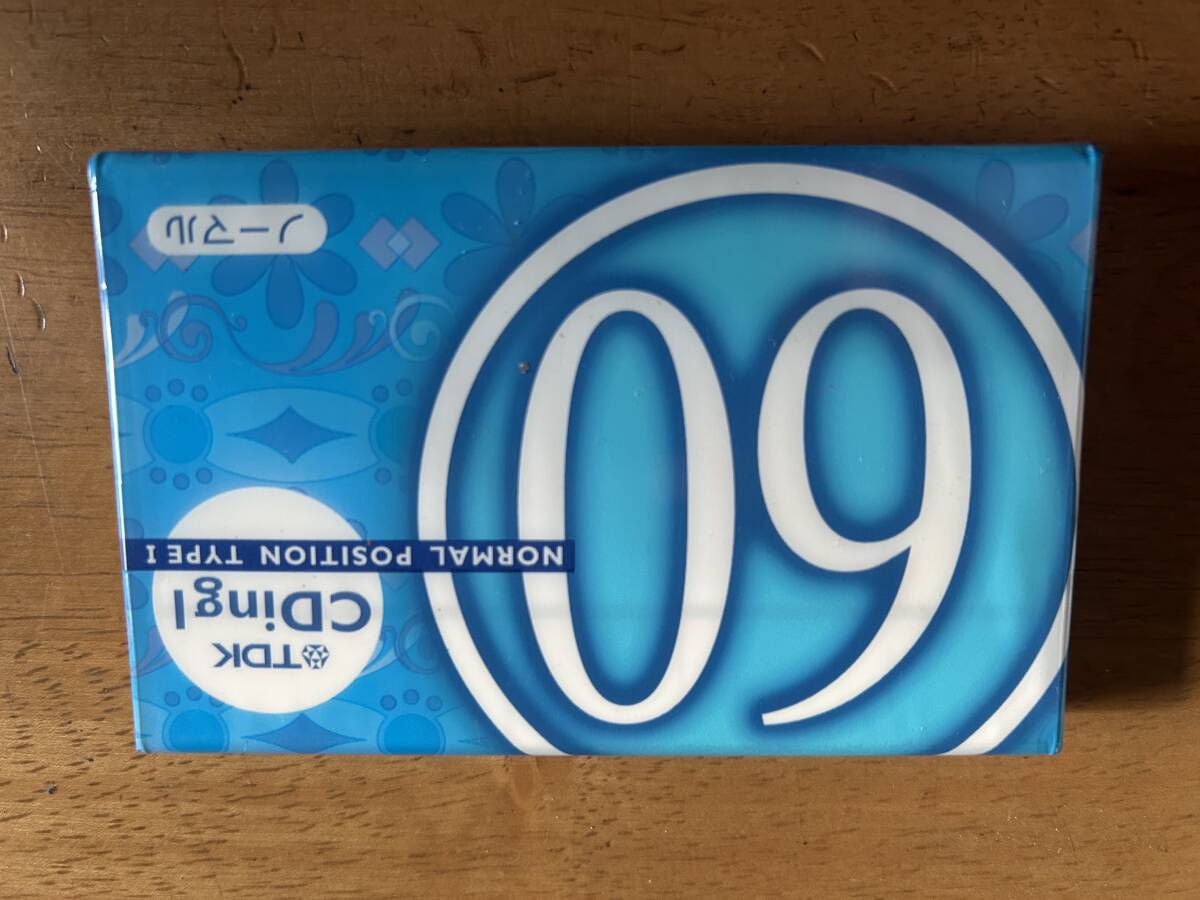 TDK
CDing I
NORMAL POSITION TYPE I
60
ノーマル